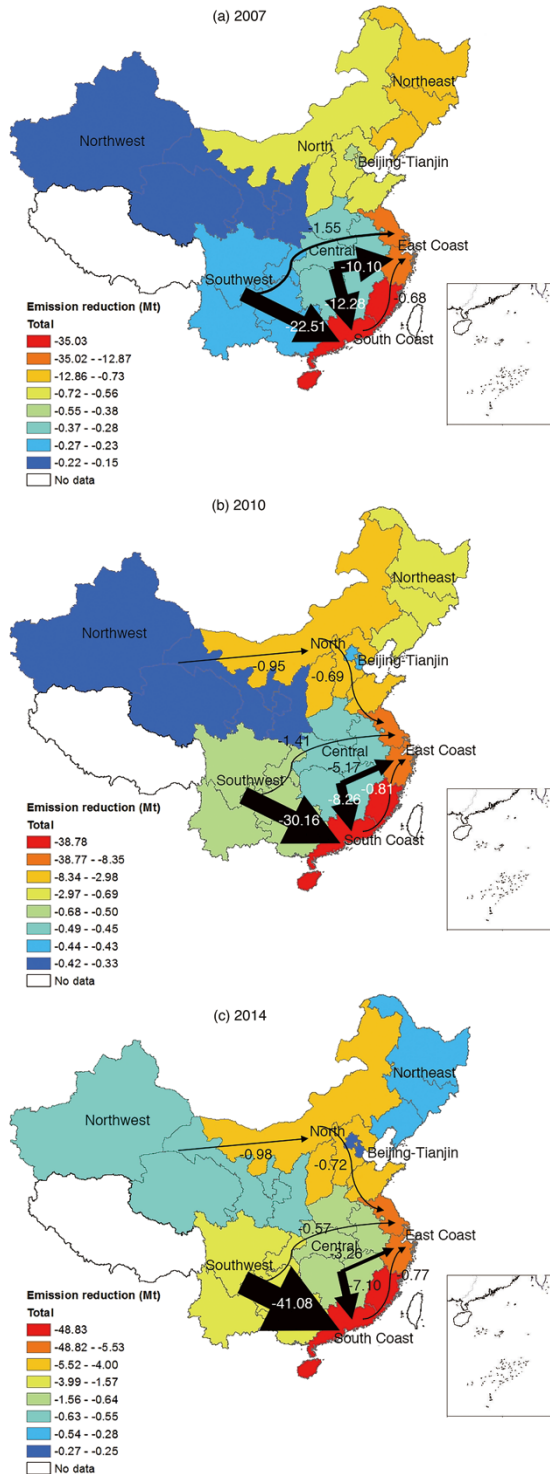 (a) 2007
Northeast
Northwest
North
Beijing-Tianjin
-1.55
East Coast
Central
-10.10
Southwest
-12.28
-0.68
-22.51
South Coast
Emission reduction (Mt)
Total
-35.03
-35.02 - -12.87
-12.86 - -0.73
-0.72 - -0.56
-0.55 - -0.38
-0.37 - -0.28
-0.27 - -0.23
-0.22 - -0.15
No data
(b) 2010
Northeast
Northwest
North
Beijing-Tianjin
-0.95
-0.69
-1.41
Central
East Coast
-5.17
Southwest
-8.26
-0.81
-30.16
South Coast
Emission reduction (Mt)
Total
-38.78
-38.77 - -8.35
-8.34 - -2.98
-2.97 - -0.69
-0.68 - -0.50
-0.49 - -0.45
-0.44 - -0.43
-0.42 - -0.33
No data
(c) 2014
Northeast
Northwest
North
Beijing-Tianjin
-0.98
-0.72
-0.57
East Coast
Central
-3.26
Southwest
-7.10
-0.77
-41.08
South Coast
Emission reduction (Mt)
Total
-48.83
-48.82 - -5.53
-5.52 - -4.00
-3.99 - -1.57
-1.56 - -0.64
-0.63 - -0.55
-0.54 - -0.28
-0.27 - -0.25
No data